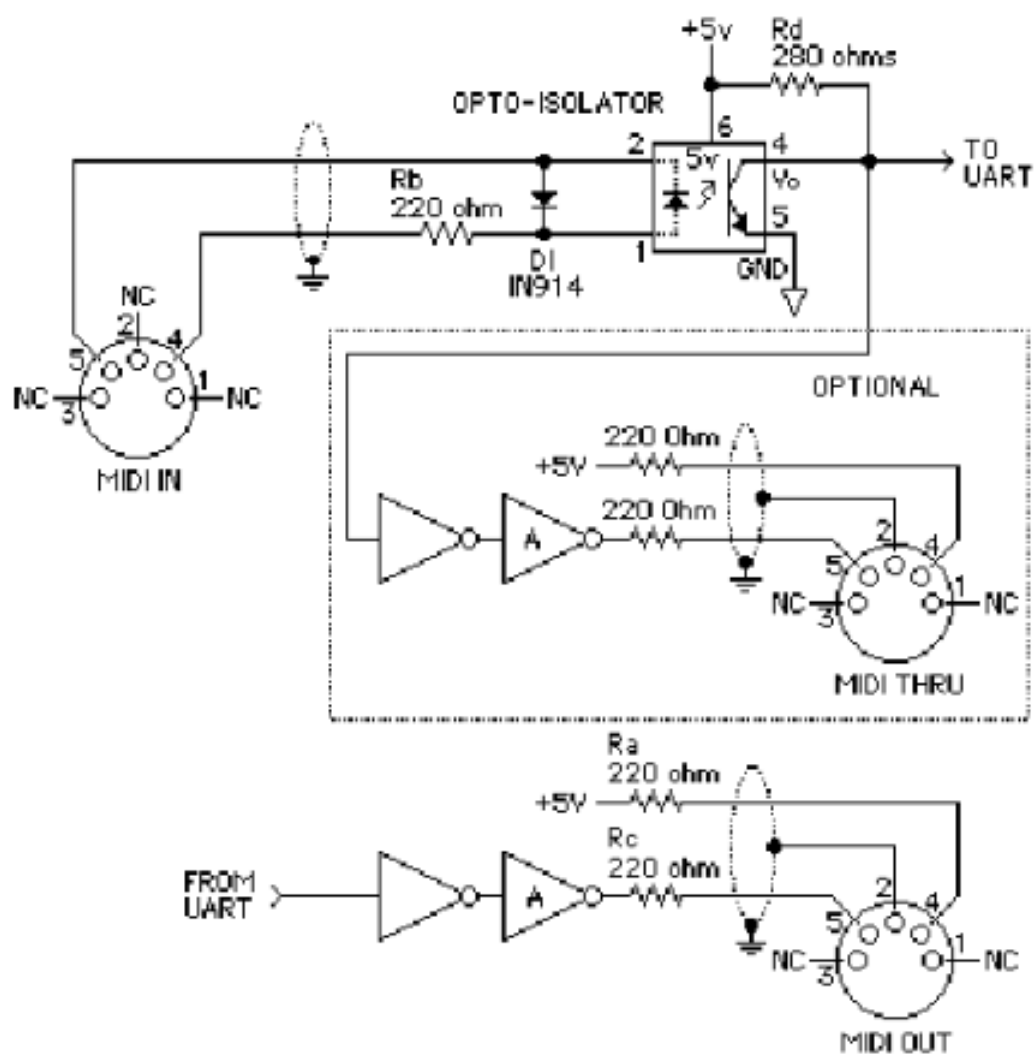 +5v
Rd
280 ohms
OPTO-ISOLATOR
6
2
5v
4
TO
UART
Rb
220 ohm
Vo
5
1
D1
IN914
GND
NC
2
5
4
NC
3
1
NC
MIDI IN
OPTIONAL
220 Ohm
+5V
220 Ohm
A
2
5
4
NC
3
1
NC
MIDI THRU
Ra
220 ohm
+5V
Rc
220 ohm
FROM
UART
A
2
5
4
NC
3
1
NC
MIDI OUT